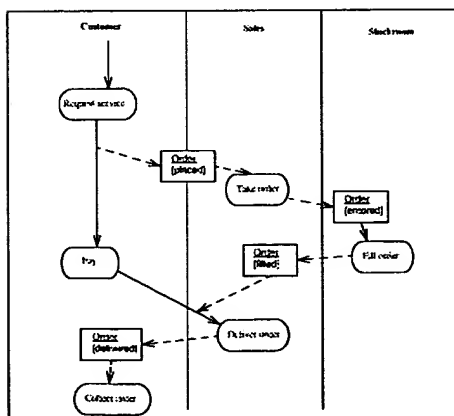 Customer
Sales
Stockroom
Request service
Order
[placed]
Take order
Order
[entered]
Pay
Order
[filled]
Fill order
Deliver order
Order
[delivered]
Collect order